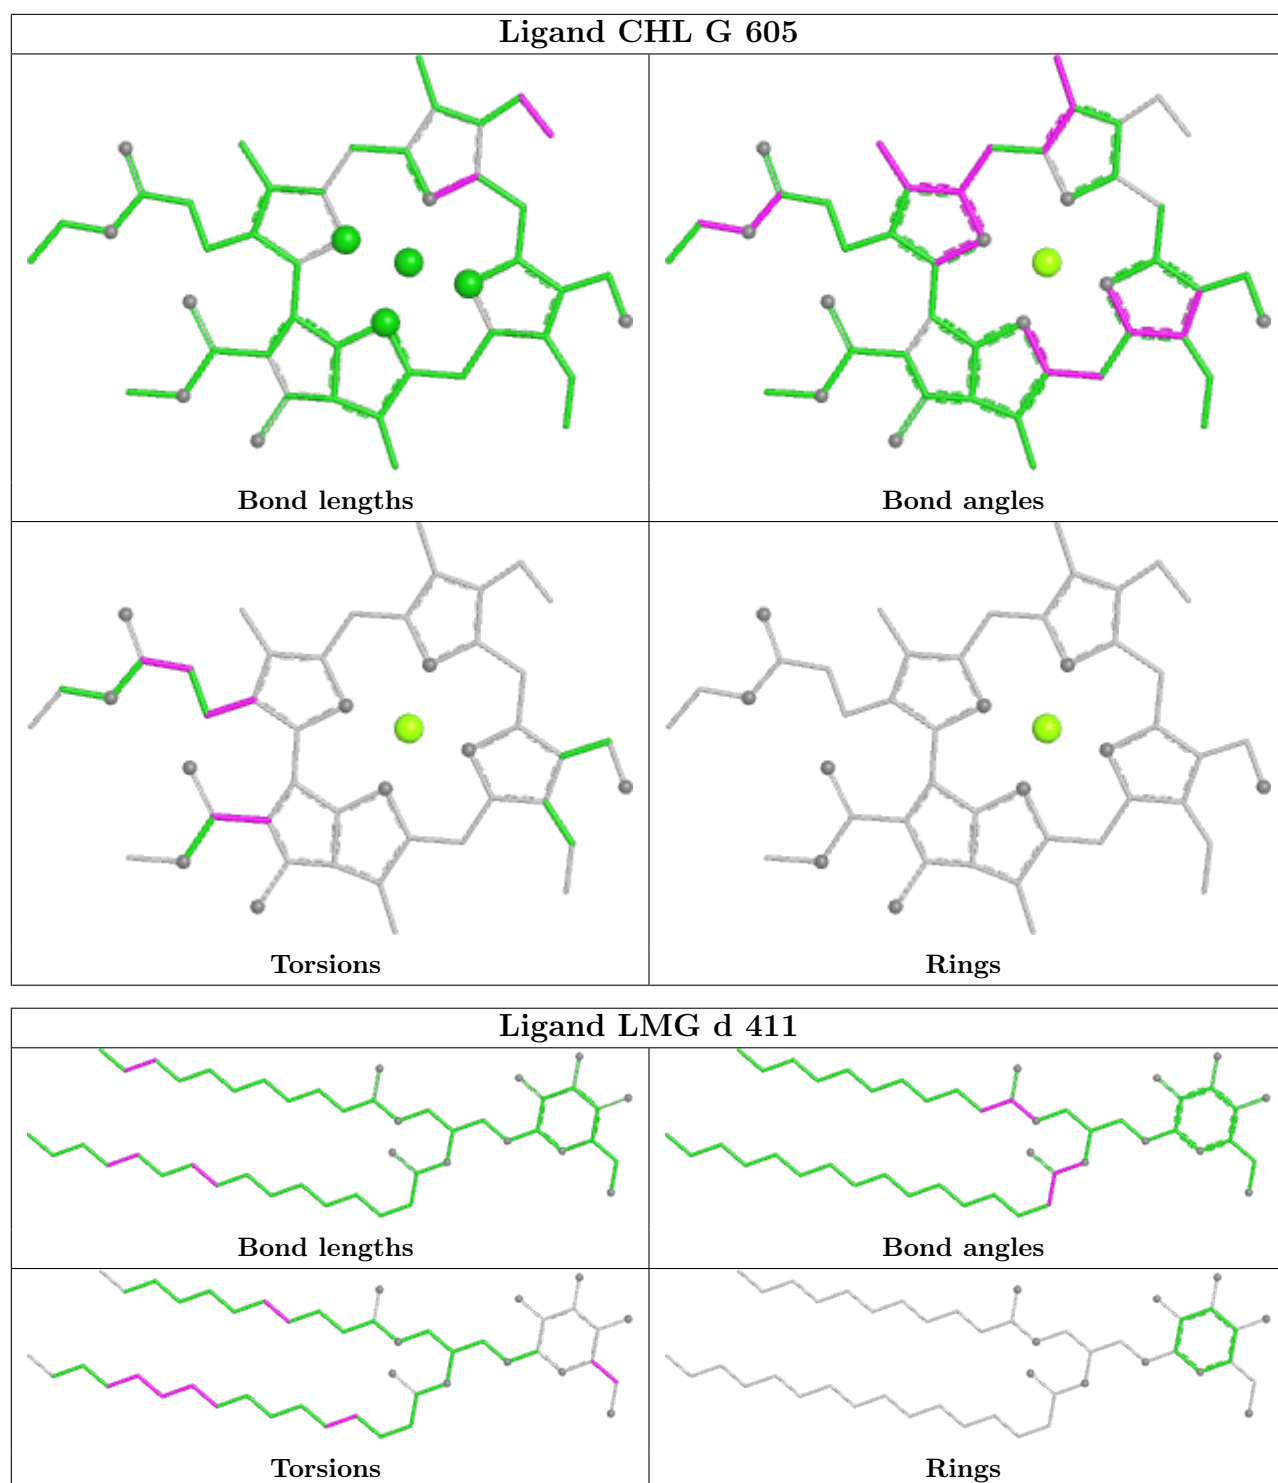 Ligand CHL G 605
Bond lengths
Bond angles
Torsions
Rings
Ligand LMG d 411
Bond lengths
Bond angles
Torsions
Rings